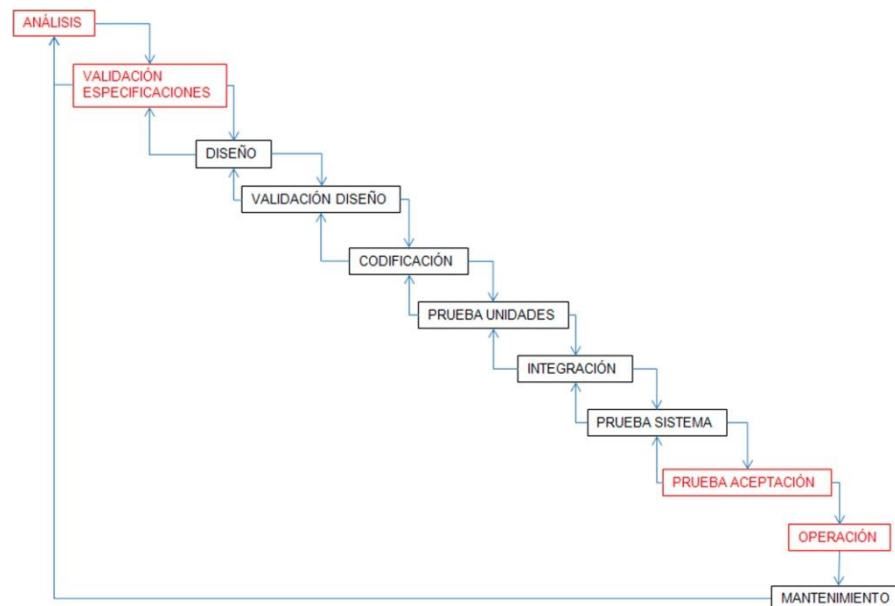 ANÁLISIS
VALIDACIÓN
ESPECIFICACIONES
DISEÑO
VALIDACIÓN DISEÑO
CODIFICACIÓN
PRUEBA UNIDADES
INTEGRACIÓN
PRUEBA SISTEMA
PRUEBA ACEPTACIÓN
OPERACIÓN
MANTENIMIENTO